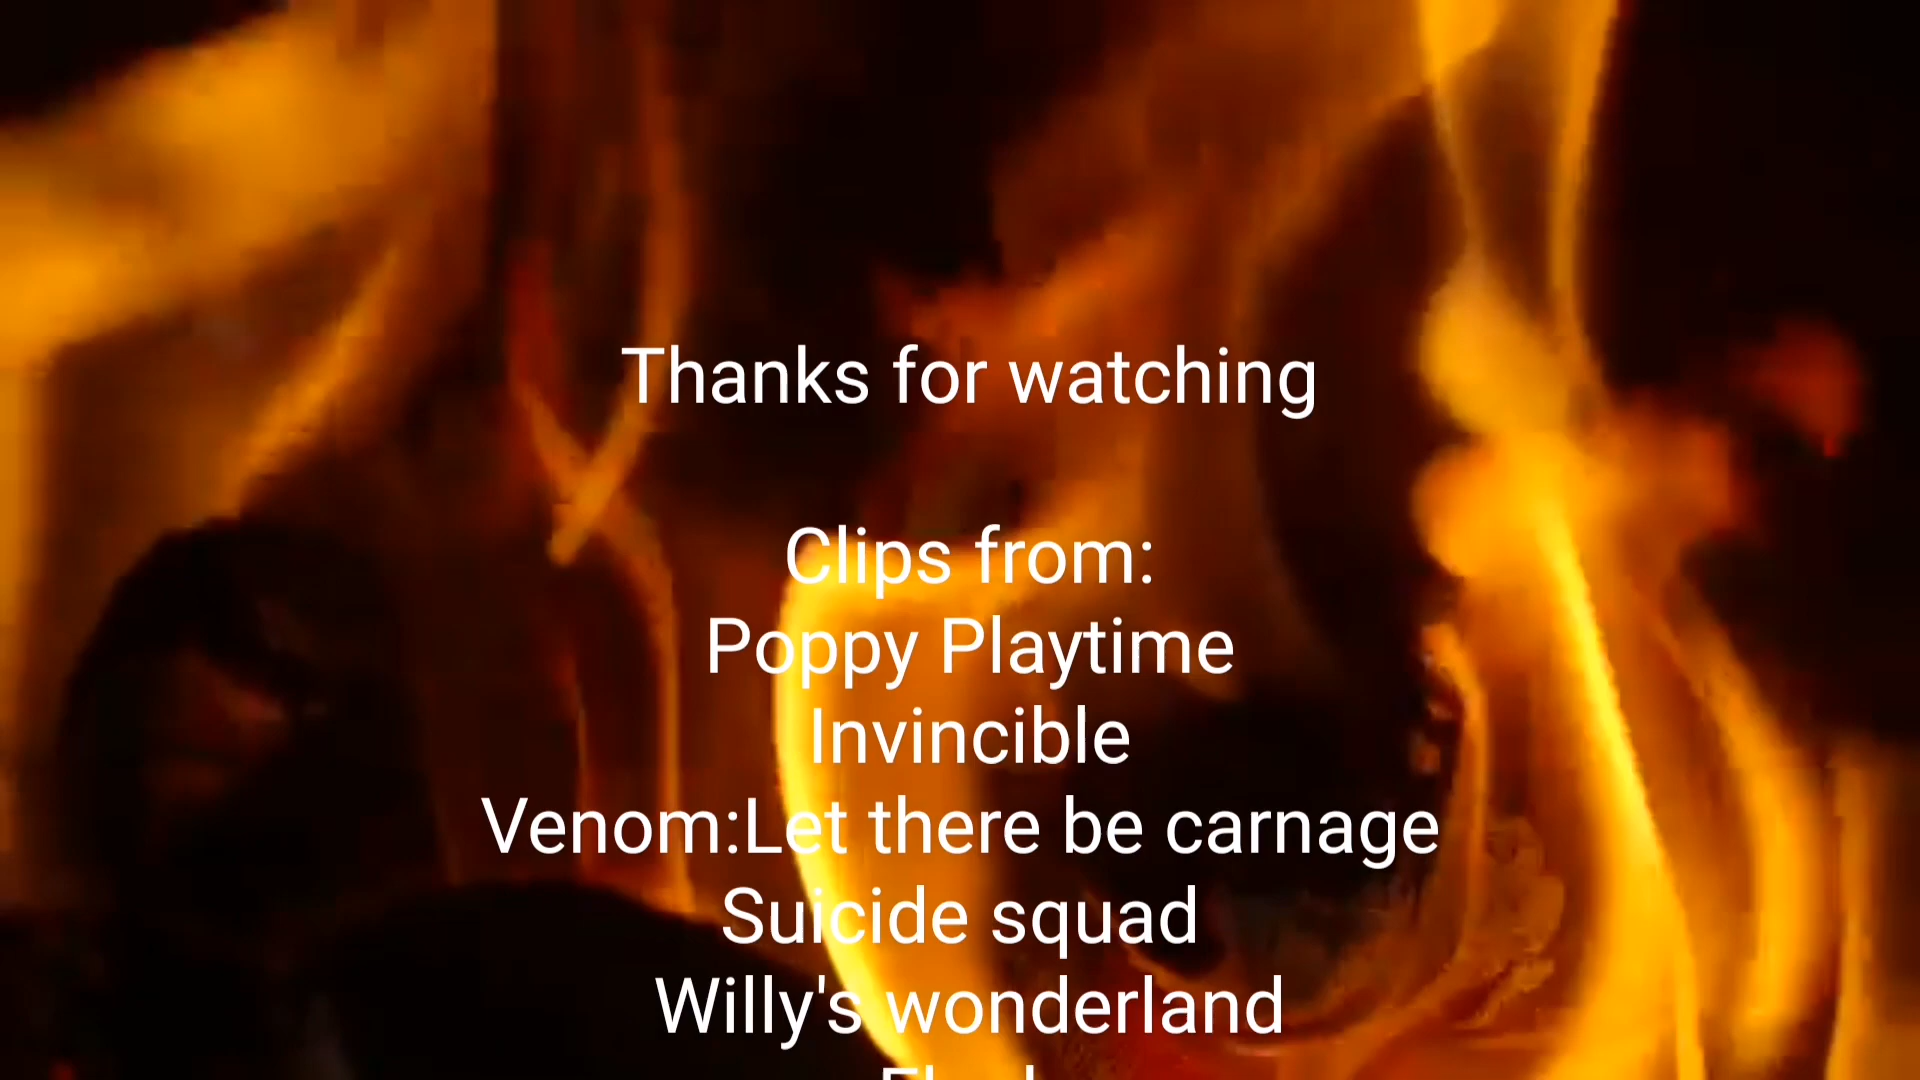 Thanks for watching
Clips from:
Poppy Playtime
Invincible
Venom:Let there be carnage
Suicide squad
Willy's wonderland